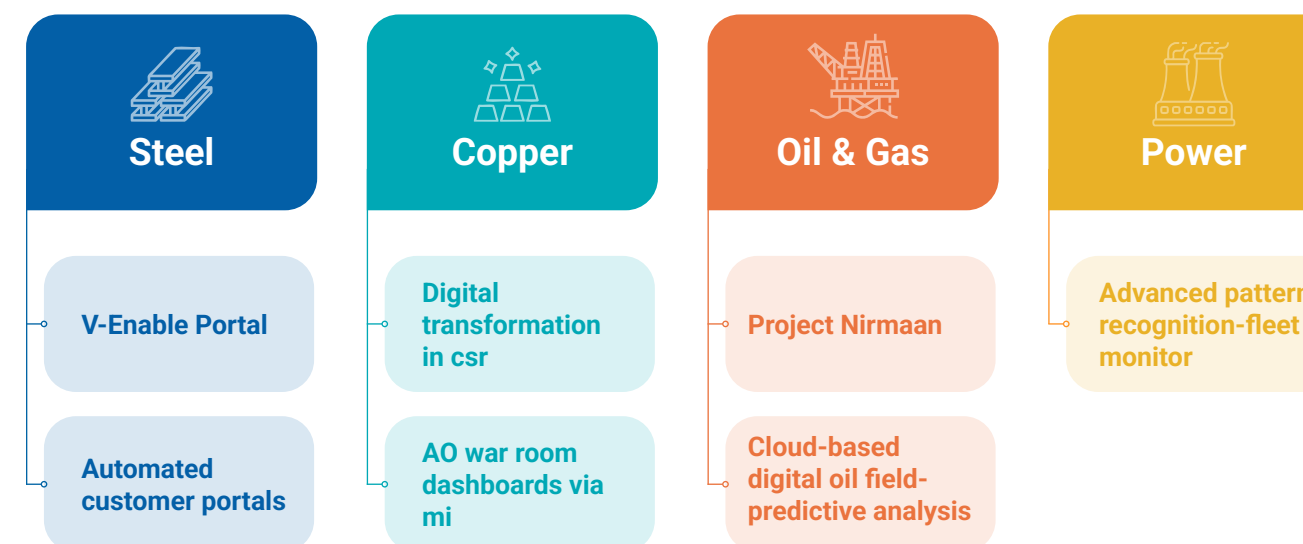 Steel
V-Enable Portal
Automated
customer portals
Copper
Digital
transformation
in csr
AO war room
dashboards via
mi
Oil & Gas
Project Nirmaan
Cloud-based
digital oil field-
predictive analysis
Power
Advanced pattern
recognition-fleet
monitor